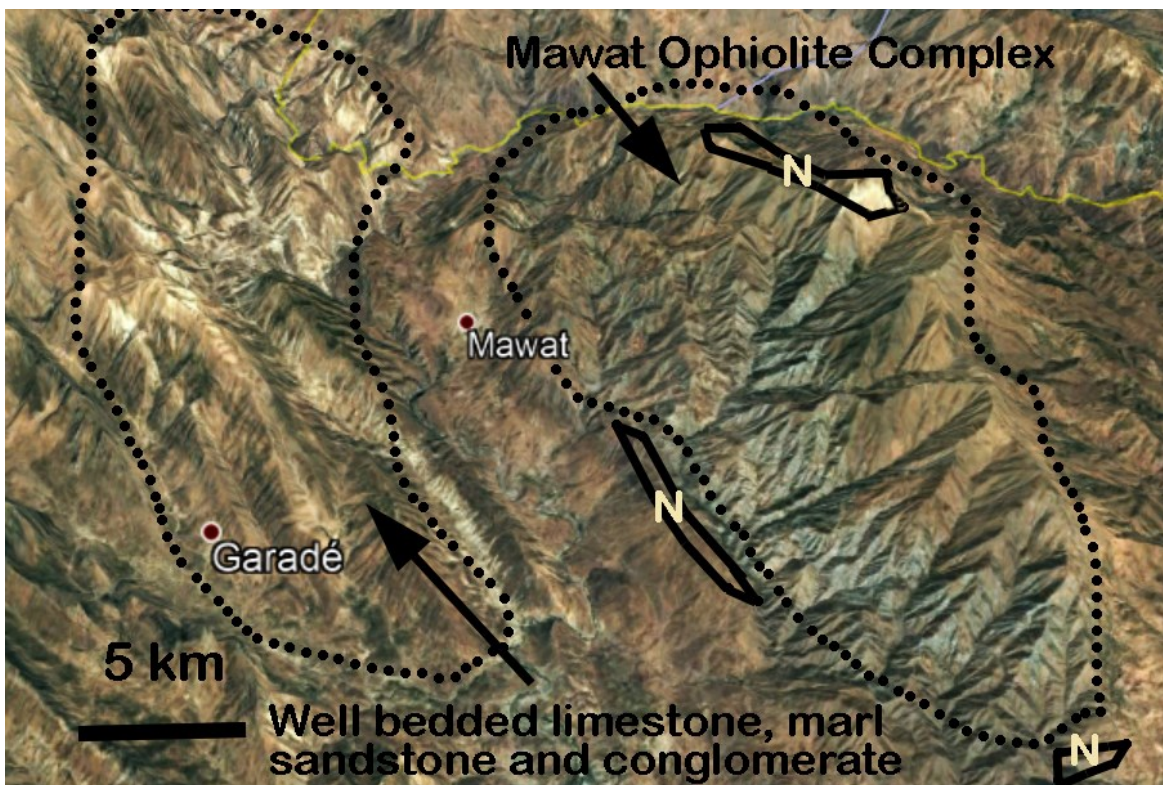 Mawat Ophiolite Complex
N
Mawat
N
Garadé
5 km
Well bedded limestone, marl
sandstone and conglomerate
N